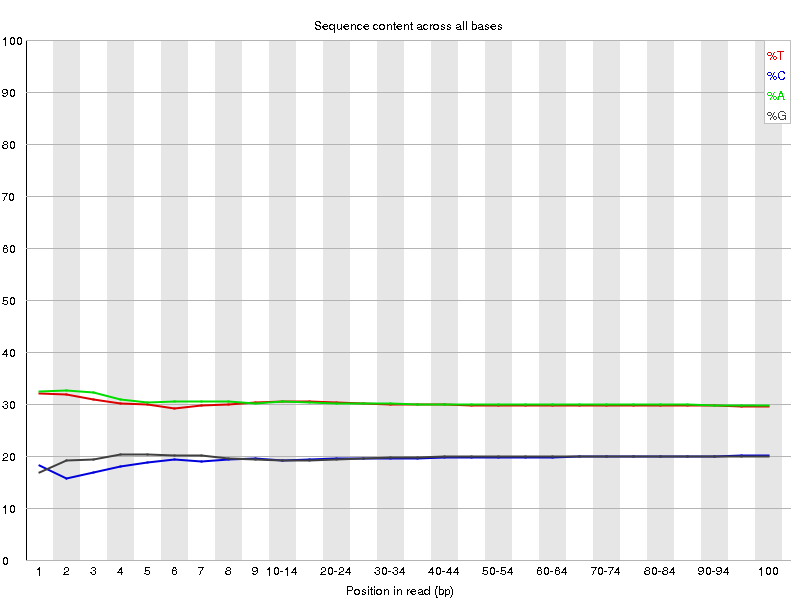 Sequence content across all bases
100
90
80
70
60
50
40
30
20
10
0
%T
%C
%A
%G
1 2 3 4 5 6 7 8 9 10-14 20-24 30-34 40-44 50-54 60-64 70-74 80-84 90-94 100
Position in read (bp)